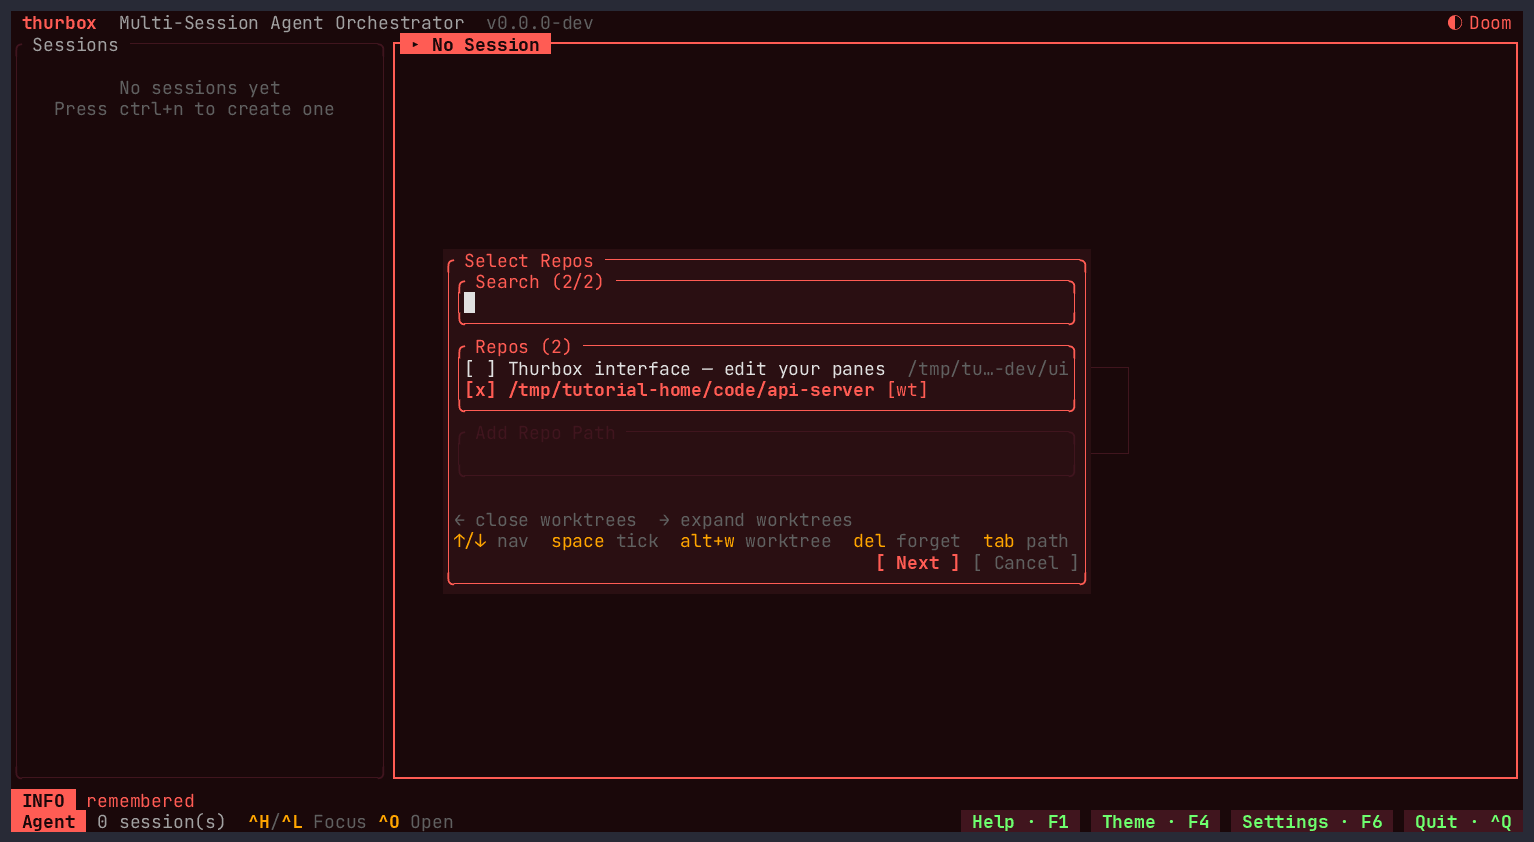 thurbox Multi-Session Agent Orchestrator v0.0.0-dev ◐ Doom
Sessions
▸ No Session
No sessions yet
Press ctrl+n to create one
Select Repos
Search (2/2)
Repos (2)
[ ] Thurbox interface — edit your panes /tmp/tu…-dev/ui
[x] /tmp/tutorial-home/code/api-server [wt]
Add Repo Path
← close worktrees → expand worktrees
↑/↓ nav space tick alt+w worktree del forget tab path
[ Next ] [ Cancel ]
INFO remembered
Agent 0 session(s) ^H/^L Focus ^O Open Help · F1 Theme · F4 Settings · F6 Quit · ^Q